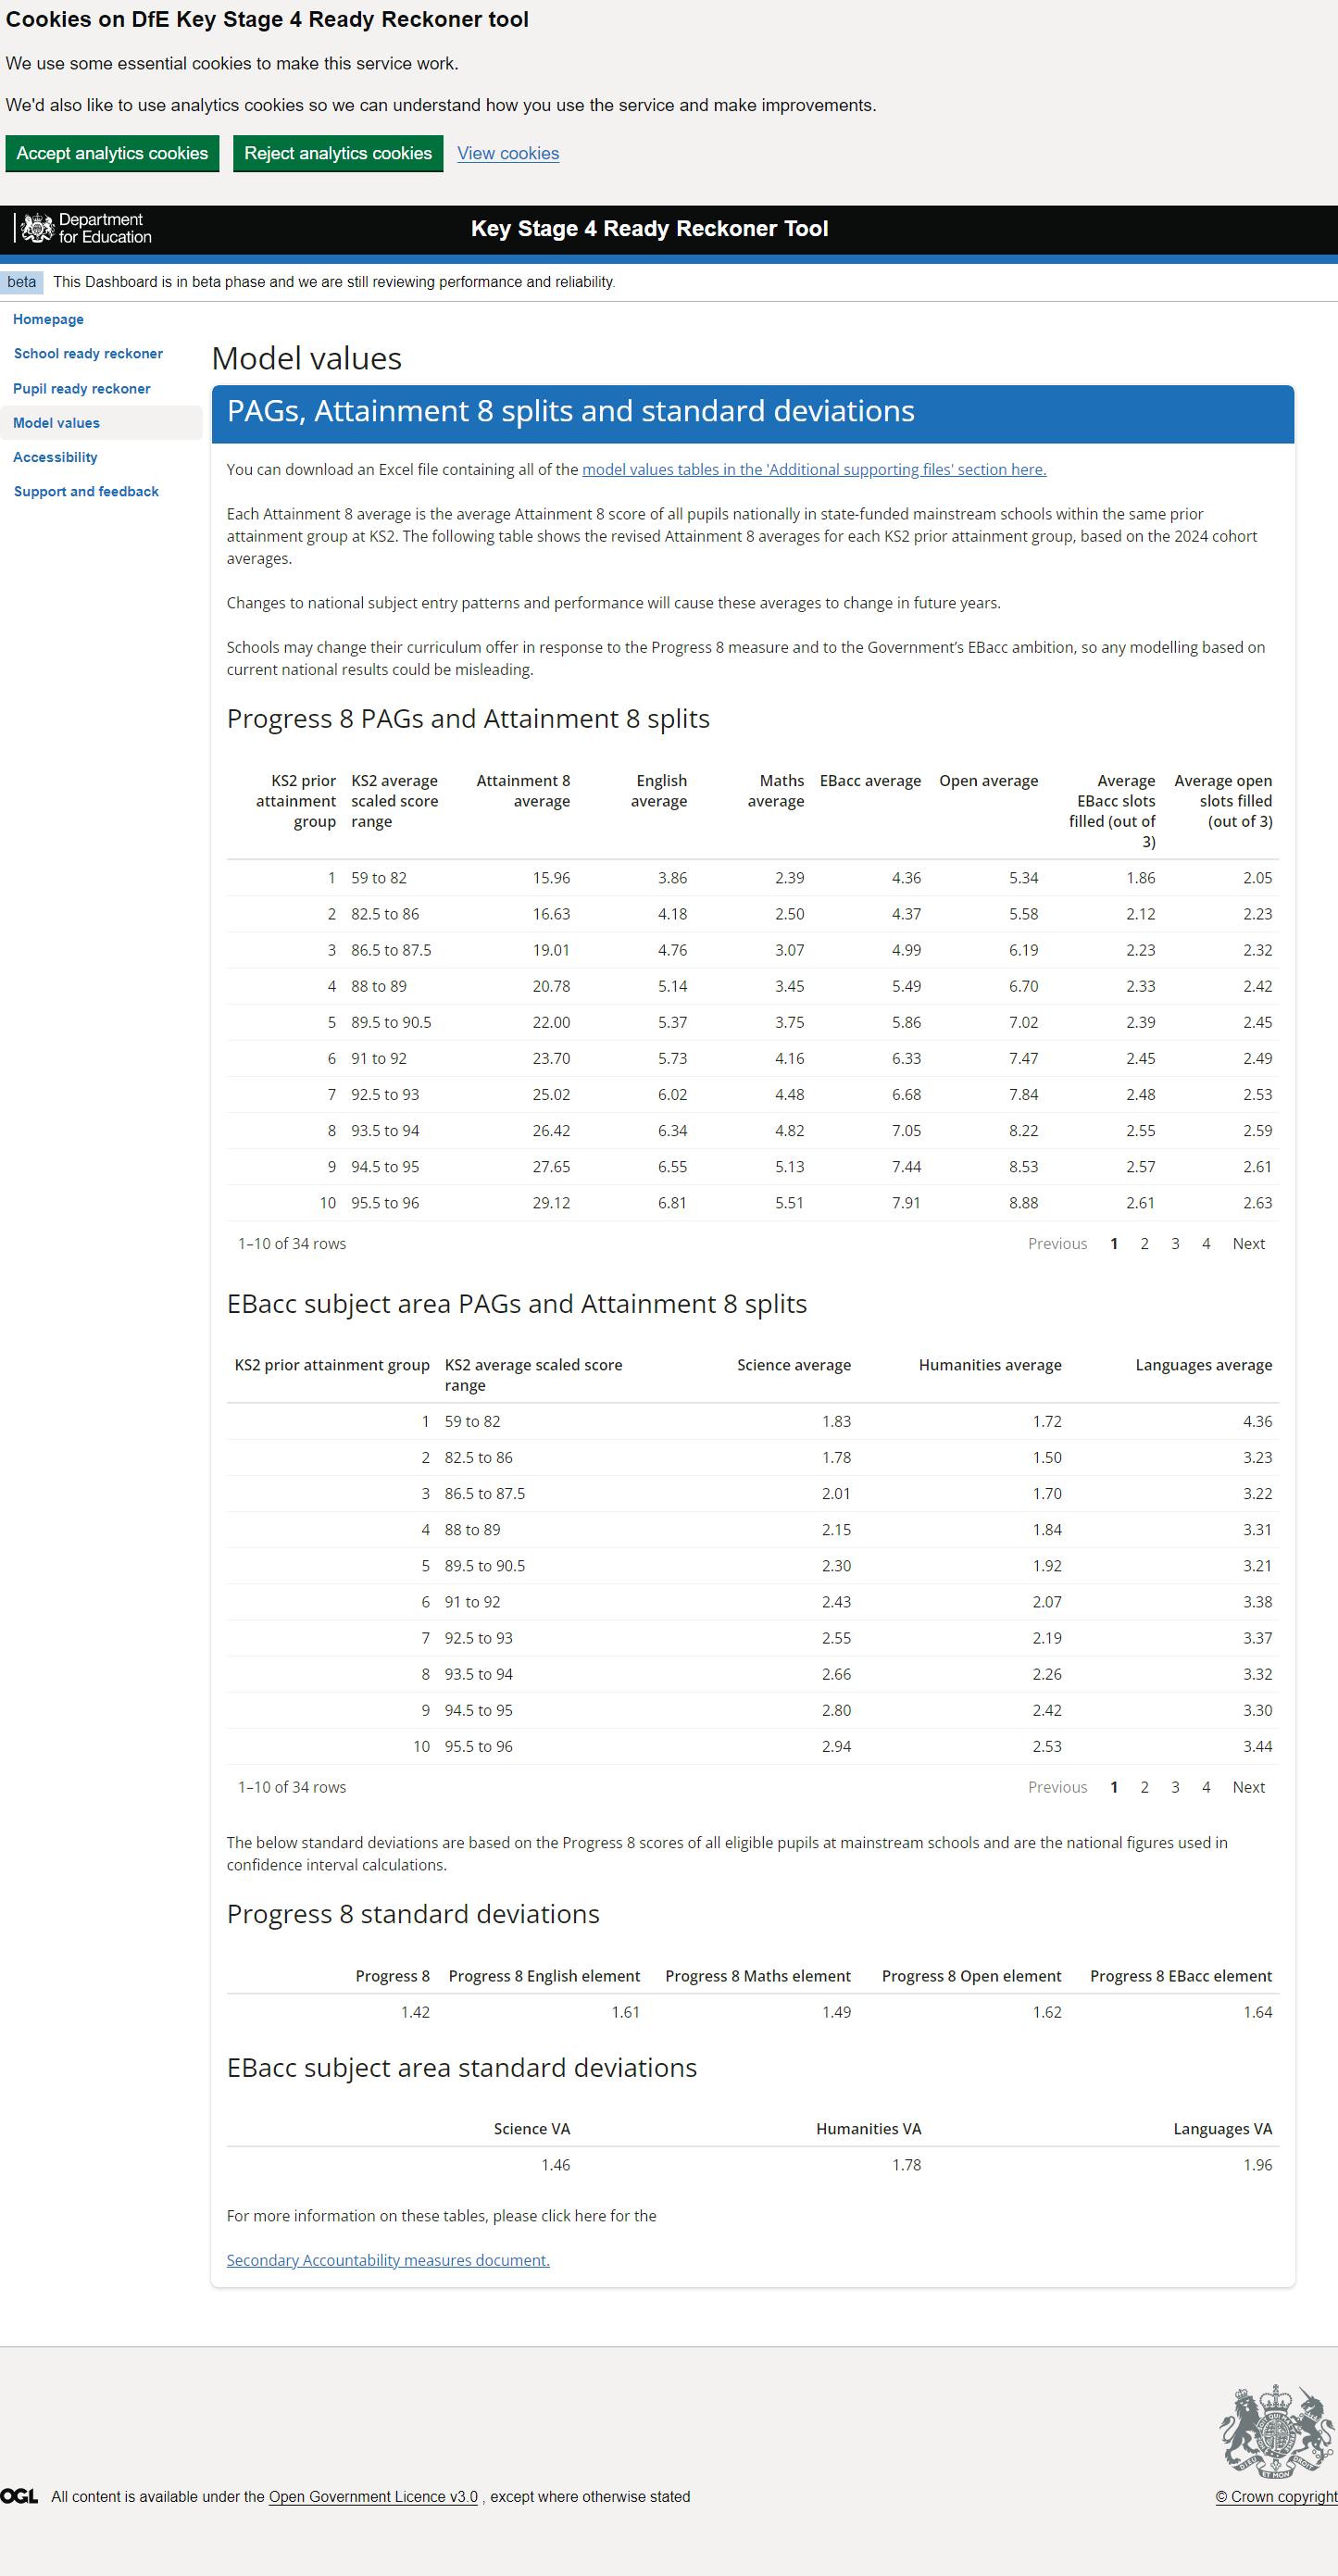 Cookies on DfE Key Stage 4 Ready Reckoner tool
We use some essential cookies to make this service work.
We'd also like to use analytics cookies so we can understand how you use the service and make improvements.
Accept analytics cookies Reject analytics cookies View cookies
Department
for Education
Key Stage 4 Ready Reckoner Tool
beta This Dashboard is in beta phase and we are still reviewing performance and reliability.
Homepage
School ready reckoner
Pupil ready reckoner
Model values
Accessibility
Support and feedback
Model values
PAGs, Attainment 8 splits and standard deviations
You can download an Excel file containing all of the model values tables in the 'Additional supporting files' section here.
Each Attainment 8 average is the average Attainment 8 score of all pupils nationally in state-funded mainstream schools within the same prior
attainment group at KS2. The following table shows the revised Attainment 8 averages for each KS2 prior attainment group, based on the 2024 cohort
averages.
Changes to national subject entry patterns and performance will cause these averages to change in future years.
Schools may change their curriculum offer in response to the Progress 8 measure and to the Government’s EBacc ambition, so any modelling based on
current national results could be misleading.
Progress 8 PAGs and Attainment 8 splits
KS2 prior KS2 average Attainment 8 English Maths EBacc average Open average Average Average open
attainment scaled score average average average EBacc slots slots filled
group range filled (out of (out of 3)
3)
1 59 to 82 15.96 3.86 2.39 4.36 5.34 1.86 2.05
2 82.5 to 86 16.63 4.18 2.50 4.37 5.58 2.12 2.23
3 86.5 to 87.5 19.01 4.76 3.07 4.99 6.19 2.23 2.32
4 88 to 89 20.78 5.14 3.45 5.49 6.70 2.33 2.42
5 89.5 to 90.5 22.00 5.37 3.75 5.86 7.02 2.39 2.45
6 91 to 92 23.70 5.73 4.16 6.33 7.47 2.45 2.49
7 92.5 to 93 25.02 6.02 4.48 6.68 7.84 2.48 2.53
8 93.5 to 94 26.42 6.34 4.82 7.05 8.22 2.55 2.59
9 94.5 to 95 27.65 6.55 5.13 7.44 8.53 2.57 2.61
10 95.5 to 96 29.12 6.81 5.51 7.91 8.88 2.61 2.63
1–10 of 34 rows Previous 1 2 3 4 Next
EBacc subject area PAGs and Attainment 8 splits
KS2 prior attainment group KS2 average scaled score Science average Humanities average Languages average
range
1 59 to 82 1.83 1.72 4.36
2 82.5 to 86 1.78 1.50 3.23
3 86.5 to 87.5 2.01 1.70 3.22
4 88 to 89 2.15 1.84 3.31
5 89.5 to 90.5 2.30 1.92 3.21
6 91 to 92 2.43 2.07 3.38
7 92.5 to 93 2.55 2.19 3.37
8 93.5 to 94 2.66 2.26 3.32
9 94.5 to 95 2.80 2.42 3.30
10 95.5 to 96 2.94 2.53 3.44
1–10 of 34 rows Previous 1 2 3 4 Next
The below standard deviations are based on the Progress 8 scores of all eligible pupils at mainstream schools and are the national figures used in
confidence interval calculations.
Progress 8 standard deviations
Progress 8 Progress 8 English element Progress 8 Maths element Progress 8 Open element Progress 8 EBacc element
1.42 1.61 1.49 1.62 1.64
EBacc subject area standard deviations
Science VA Humanities VA Languages VA
1.46 1.78 1.96
For more information on these tables, please click here for the
Secondary Accountability measures document.
OGL All content is available under the Open Government Licence v3.0 , except where otherwise stated
© Crown copyright